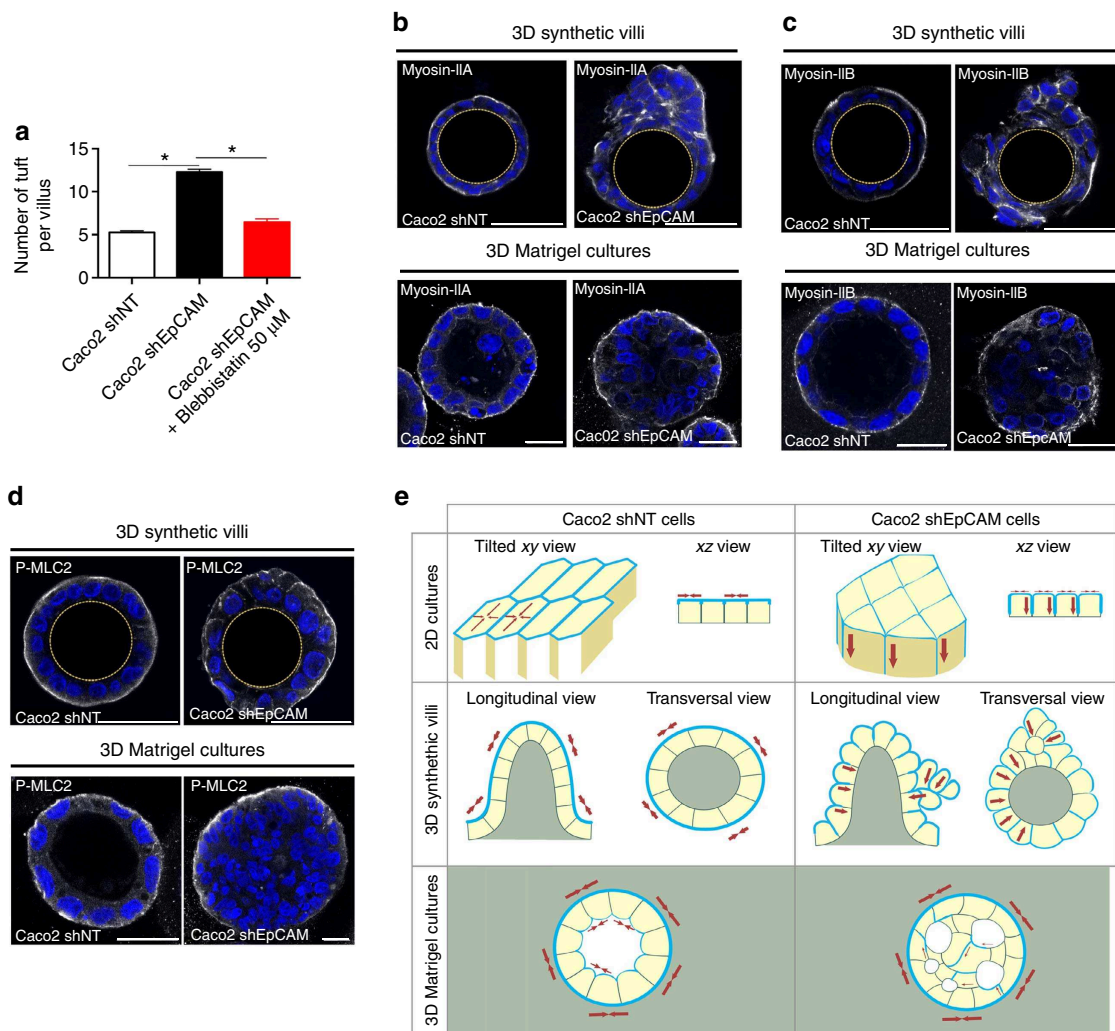 a
Number of tuft
per villus
15
10
5
0
*
*
Caco2 shNT
Caco2 shEpCAM
Caco2 shEpCAM
+ Blebbistatin 50 μM
b
3D synthetic villi
Myosin-IIA
Caco2 shNT
Myosin-IIA
Caco2 shEpCAM
3D Matrigel cultures
Myosin-IIA
Caco2 shNT
Myosin-IIA
Cac02 shEpCAM
c
3D synthetic villi
Myosin-IIB
Caco2 shNT
Myosin-IIB
Caco2 shEpCAM
3D Matrigel cultures
Myosin-IIB
Caco2 shNT
Myosin-IIB
Caco2 shEpcAM
d
3D synthetic villi
P-MLC2
Caco2 shNT
P-MLC2
Caco2 shEpCAM
3D Matrigel cultures
P-MLC2
Caco2 shNT
P-MLC2
Caco2 shEpCAM
e
Caco2 shNT cells
Caco2 shEpCAM cells
2D cultures
Tilted xy view
xz view
Tilted xy view
xz view
3D synthethic villi
Longitudinal view
Transversal view
Longitudinal view
Transversal view
3D Matrigel cultures